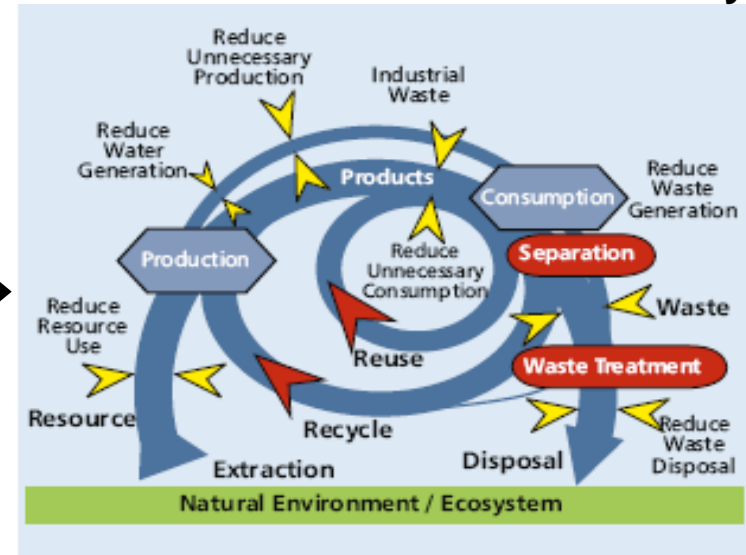 Reduce
Unnecessary
Production
Industrial
Waste
Reduce
Water
Generation
Products
Consumption
Reduce
Waste
Generation
Production
Reduce
Unnecessary
Consumption
Separation
Reduce
Resource
Use
Waste
Reuse
Waste Treatment
Resource
Recycle
Reduce
Waste
Disposal
Extraction
Disposal
Natural Environment / Ecosystem